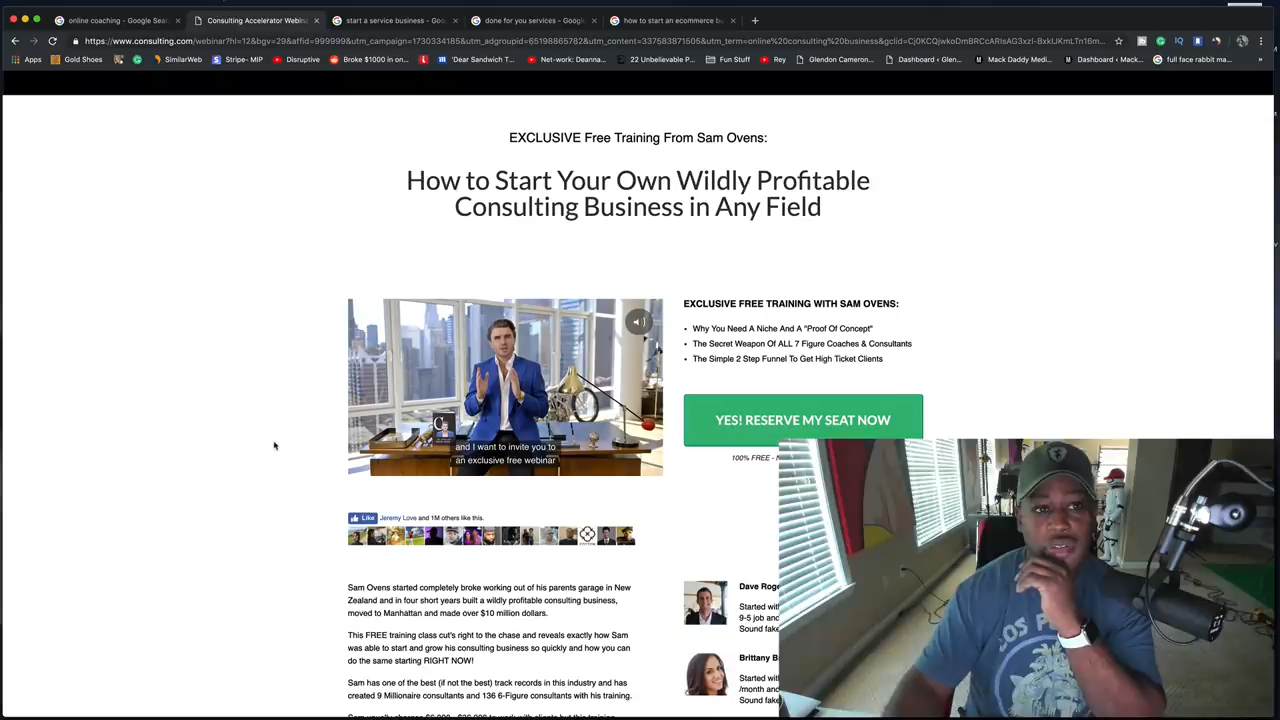 online coaching - Google Sear
Consulting Accelerator Webina
start a service business - Goo
done for you services - Google
how to start an ecommerce bu
https://www.consulting.com/webinar?hl=12&bgv=29&affid=999999&utm_campaign=1730334185&utm_adgroupid=65198865782&utm_content=337583871505&utm_term=online%20consulting%20business&gclid=
Apps
Gold Shoes
SimilarWeb
Stripe- MIP
Disruptive
Broke $1000 in on...
'Dear Sandwich T...
Net-work: Deanna...
22 Unbelievable P...
Fun Stuff
Rey
Glendon Cameron...
Dashboard ‹ Glen...
Mack Daddy Medi...
Dashboard ‹ Mack...
full face rabbit ma...
EXCLUSIVE Free Training From Sam Ovens:
How to Start Your Own Wildly Profitable
Consulting Business in Any Field
and I want to invite you to
an exclusive free webinar
EXCLUSIVE FREE TRAINING WITH SAM OVENS:
• Why You Need A Niche And A "Proof Of Concept"
• The Secret Weapon Of ALL 7 Figure Coaches & Consultants
• The Simple 2 Step Funnel To Get High Ticket Clients
YES! RESERVE MY SEAT NOW
100% FREE -
Like
Jeremy Love and 1M others like this.
Sam Ovens started completely broke working out of his parents garage in New
Zealand and in four short years built a wildly profitable consulting business,
moved to Manhattan and made over $10 million dollars.
This FREE training class cut's right to the chase and reveals exactly how Sam
was able to start and grow his consulting business so quickly and how you can
do the same starting RIGHT NOW!
Sam has one of the best (if not the best) track records in this industry and has
created 9 Millionaire consultants and 136 6-Figure consultants with his training.
Dave Rog
Started with
9-5 job and
Sound fake
Brittany B
Started with
/month and
Sound fake